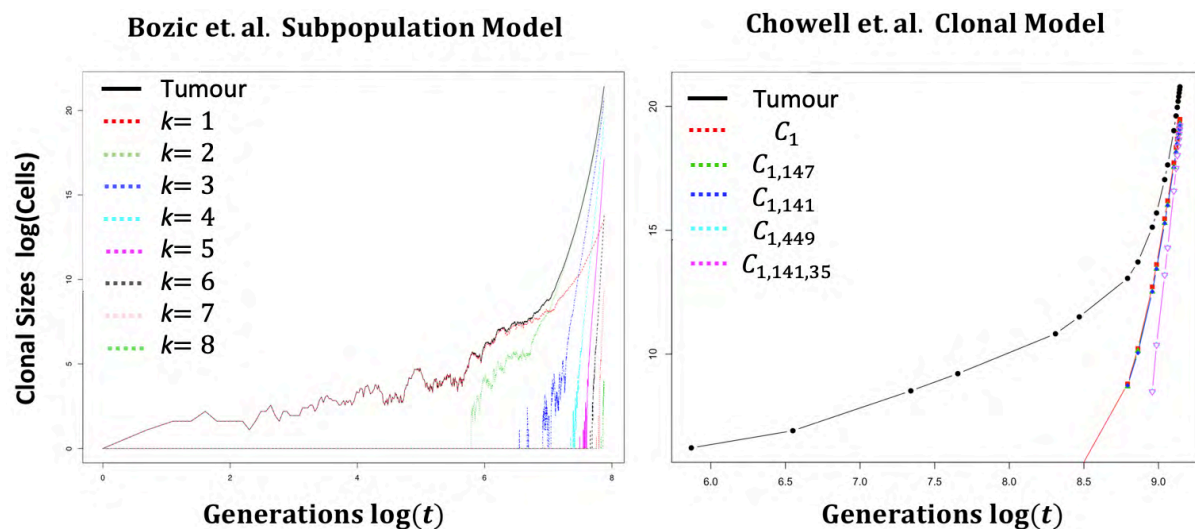 Bozic et. al. Subpopulation Model
Tumour
k= 1
k= 2
k= 3
k= 4
k= 5
k= 6
k= 7
k= 8
Clonal Sizes log(Cells)
20
15
10
5
0
0
2
4
6
8
Generations log(t)
Chowell et. al. Clonal Model
Tumour
C₁
C₁,₁₄₇
C₁,₁₄₁
C₁,₄₄₉
C₁,₁₄₁,₃₅
20
15
10
6.0
6.5
7.0
7.5
8.0
8.5
9.0
Generations log(t)